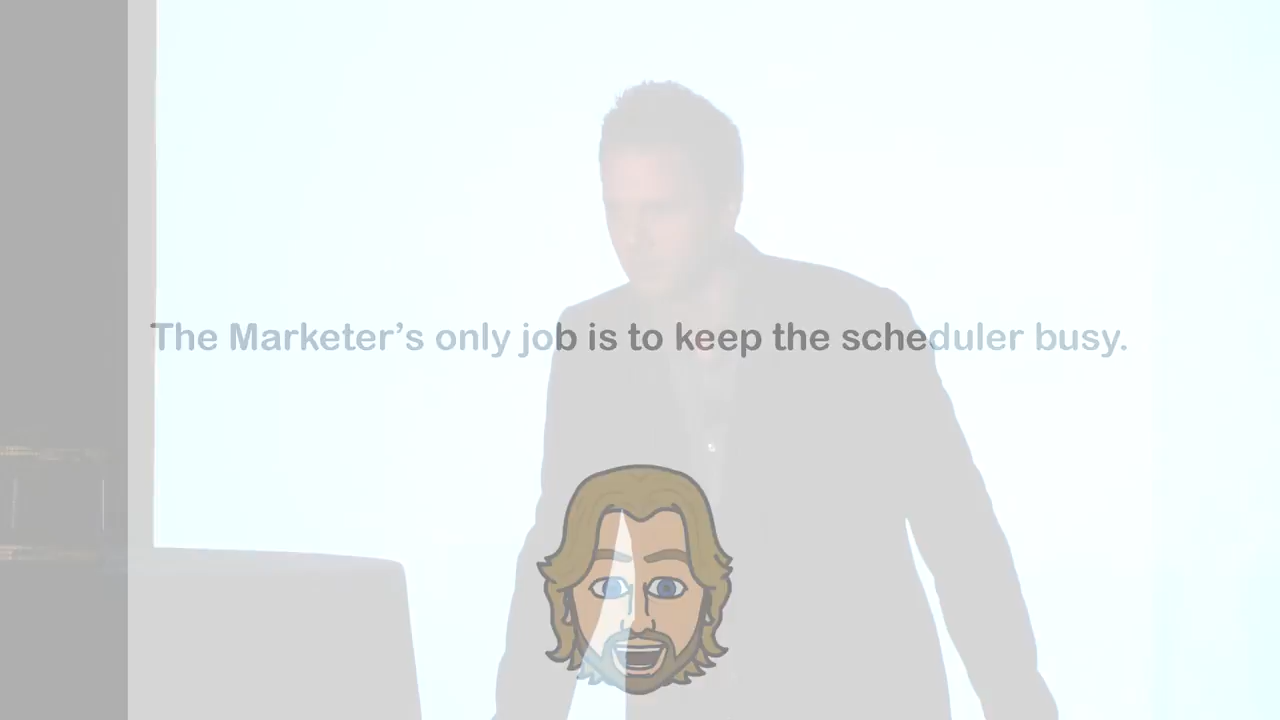 The Marketer’s only job is to keep the scheduler busy.